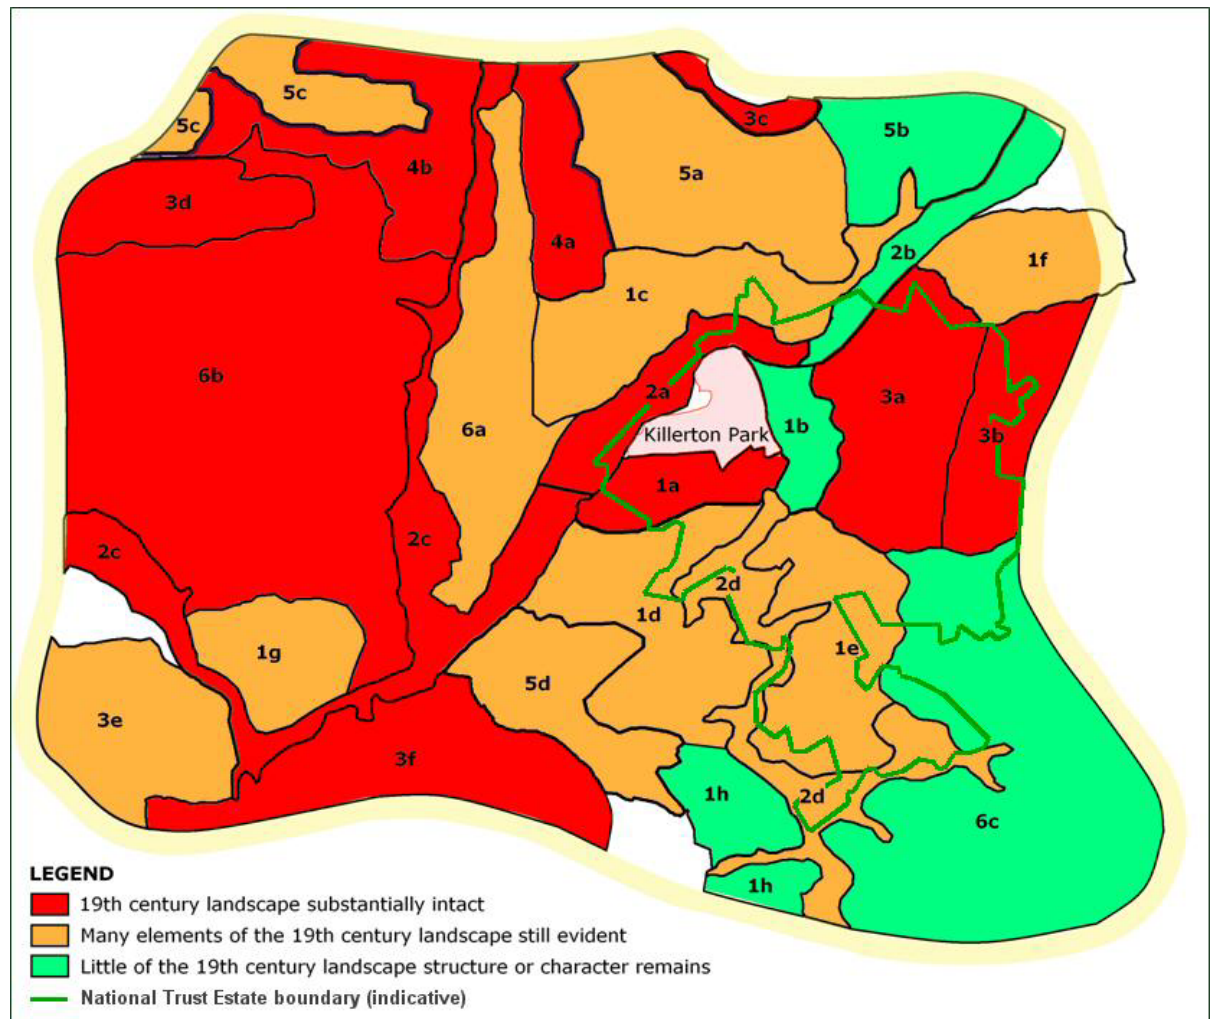 5c
5c
3c
5b
4b
5a
3d
4a
2b
1f
1c
6b
2a
3a
6a
1b
Killerton Park
3b
1a
2c
2c
2d
1d
1g
1e
5d
3e
3f
1h
2d
6c
1h
LEGEND
19th century landscape substantially intact
Many elements of the 19th century landscape still evident
Little of the 19th century landscape structure or character remains
National Trust Estate boundary (indicative)